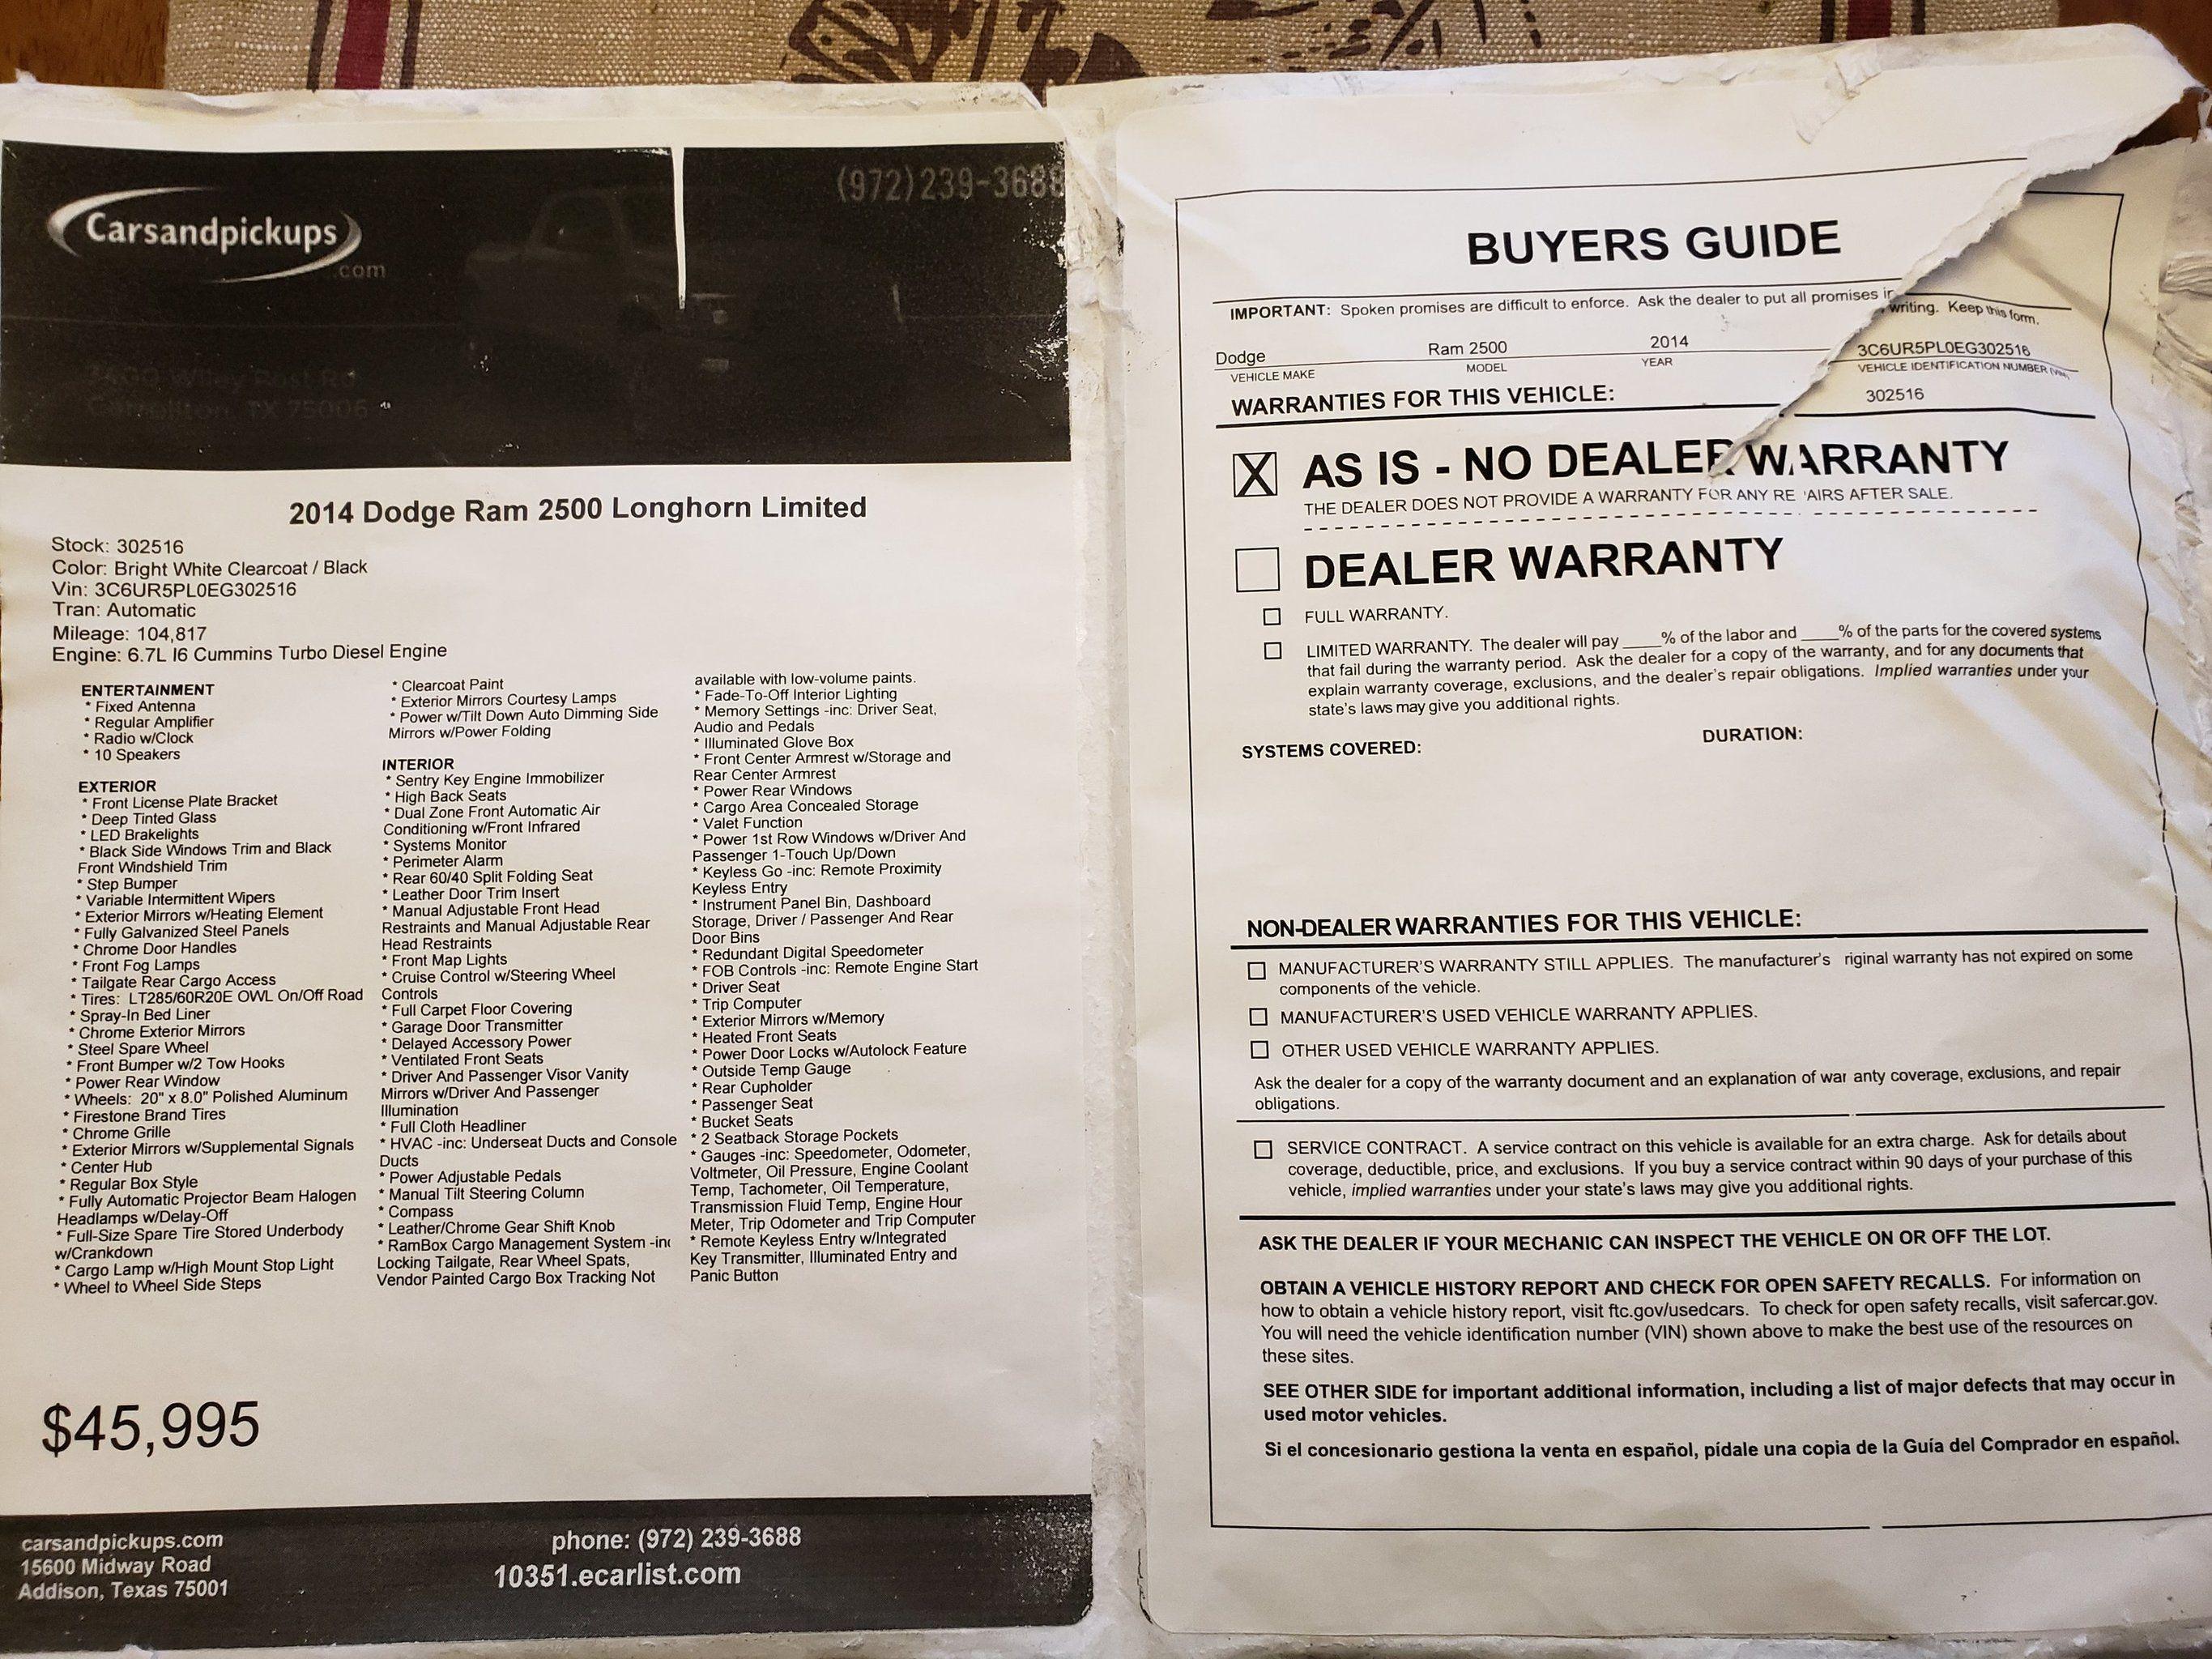 Carsandpickups
.com
(972) 239-3688
Carrollton, TX 75006
2014 Dodge Ram 2500 Longhorn Limited
Stock: 302516
Color: Bright White Clearcoat / Black
Vin: 3C6UR5PL0EG302516
Tran: Automatic
Mileage: 104,817
Engine: 6.7L I6 Cummins Turbo Diesel Engine
ENTERTAINMENT
* Fixed Antenna
* Regular Amplifier
* Radio w/Clock
* 10 Speakers
EXTERIOR
* Front License Plate Bracket
* Deep Tinted Glass
* LED Brakelights
* Black Side Windows Trim and Black
Front Windshield Trim
* Step Bumper
* Variable Intermittent Wipers
* Exterior Mirrors w/Heating Element
* Fully Galvanized Steel Panels
* Chrome Door Handles
* Front Fog Lamps
* Tailgate Rear Cargo Access
* Tires: LT285/60R20E OWL On/Off Road
* Spray-In Bed Liner
* Chrome Exterior Mirrors
* Steel Spare Wheel
* Front Bumper w/2 Tow Hooks
* Power Rear Window
* Wheels: 20" x 8.0" Polished Aluminum
* Firestone Brand Tires
* Chrome Grille
* Exterior Mirrors w/Supplemental Signals
* Center Hub
* Regular Box Style
* Fully Automatic Projector Beam Halogen
Headlamps w/Delay-Off
* Full-Size Spare Tire Stored Underbody
w/Crankdown
* Cargo Lamp w/High Mount Stop Light
* Wheel to Wheel Side Steps
* Clearcoat Paint
* Exterior Mirrors Courtesy Lamps
* Power w/Tilt Down Auto Dimming Side
Mirrors w/Power Folding
INTERIOR
* Sentry Key Engine Immobilizer
* High Back Seats
* Dual Zone Front Automatic Air
Conditioning w/Front Infrared
* Systems Monitor
* Perimeter Alarm
* Rear 60/40 Split Folding Seat
* Leather Door Trim Insert
* Manual Adjustable Front Head
Restraints and Manual Adjustable Rear
Head Restraints
* Front Map Lights
* Cruise Control w/Steering Wheel
Controls
* Full Carpet Floor Covering
* Garage Door Transmitter
* Delayed Accessory Power
* Ventilated Front Seats
* Driver And Passenger Visor Vanity
Mirrors w/Driver And Passenger
Illumination
* Full Cloth Headliner
* HVAC -inc: Underseat Ducts and Console
Ducts
* Power Adjustable Pedals
* Manual Tilt Steering Column
* Compass
* Leather/Chrome Gear Shift Knob
* RamBox Cargo Management System -inc
Locking Tailgate, Rear Wheel Spats,
Vendor Painted Cargo Box Tracking Not
available with low-volume paints.
* Fade-To-Off Interior Lighting
* Memory Settings -inc: Driver Seat,
Audio and Pedals
* Illuminated Glove Box
* Front Center Armrest w/Storage and
Rear Center Armrest
* Power Rear Windows
* Cargo Area Concealed Storage
* Valet Function
* Power 1st Row Windows w/Driver And
Passenger 1-Touch Up/Down
* Keyless Go -inc: Remote Proximity
Keyless Entry
* Instrument Panel Bin, Dashboard
Storage, Driver / Passenger And Rear
Door Bins
* Redundant Digital Speedometer
* FOB Controls -inc: Remote Engine Start
* Driver Seat
* Trip Computer
* Exterior Mirrors w/Memory
* Heated Front Seats
* Power Door Locks w/Autolock Feature
* Outside Temp Gauge
* Rear Cupholder
* Passenger Seat
* Bucket Seats
* 2 Seatback Storage Pockets
* Gauges -inc: Speedometer, Odometer,
Voltmeter, Oil Pressure, Engine Coolant
Temp, Tachometer, Oil Temperature,
Transmission Fluid Temp, Engine Hour
Meter, Trip Odometer and Trip Computer
* Remote Keyless Entry w/Integrated
Key Transmitter, Illuminated Entry and
Panic Button
$45,995
carsandpickups.com
15600 Midway Road
Addison, Texas 75001
phone: (972) 239-3688
10351.ecarlist.com
BUYERS GUIDE
IMPORTANT: Spoken promises are difficult to enforce. Ask the dealer to put all promises in writing. Keep this form.
Dodge Ram 2500 2014 3C6UR5PL0EG302516
VEHICLE MAKE MODEL YEAR VEHICLE IDENTIFICATION NUMBER (VIN)
302516
WARRANTIES FOR THIS VEHICLE:
X AS IS - NO DEALER WARRANTY
THE DEALER DOES NOT PROVIDE A WARRANTY FOR ANY RE AIRS AFTER SALE.
DEALER WARRANTY
FULL WARRANTY.
LIMITED WARRANTY. The dealer will pay ____% of the labor and ____% of the parts for the covered systems
that fail during the warranty period. Ask the dealer for a copy of the warranty, and for any documents that
explain warranty coverage, exclusions, and the dealer's repair obligations. Implied warranties under your
state's laws may give you additional rights.
SYSTEMS COVERED: DURATION:
NON-DEALER WARRANTIES FOR THIS VEHICLE:
MANUFACTURER'S WARRANTY STILL APPLIES. The manufacturer's riginal warranty has not expired on some
components of the vehicle.
MANUFACTURER'S USED VEHICLE WARRANTY APPLIES.
OTHER USED VEHICLE WARRANTY APPLIES.
Ask the dealer for a copy of the warranty document and an explanation of war anty coverage, exclusions, and repair
obligations.
SERVICE CONTRACT. A service contract on this vehicle is available for an extra charge. Ask for details about
coverage, deductible, price, and exclusions. If you buy a service contract within 90 days of your purchase of this
vehicle, implied warranties under your state's laws may give you additional rights.
ASK THE DEALER IF YOUR MECHANIC CAN INSPECT THE VEHICLE ON OR OFF THE LOT.
OBTAIN A VEHICLE HISTORY REPORT AND CHECK FOR OPEN SAFETY RECALLS. For information on
how to obtain a vehicle history report, visit ftc.gov/usedcars. To check for open safety recalls, visit safercar.gov.
You will need the vehicle identification number (VIN) shown above to make the best use of the resources on
these sites.
SEE OTHER SIDE for important additional information, including a list of major defects that may occur in
used motor vehicles.
Si el concesionario gestiona la venta en español, pídale una copia de la Guía del Comprador en español.